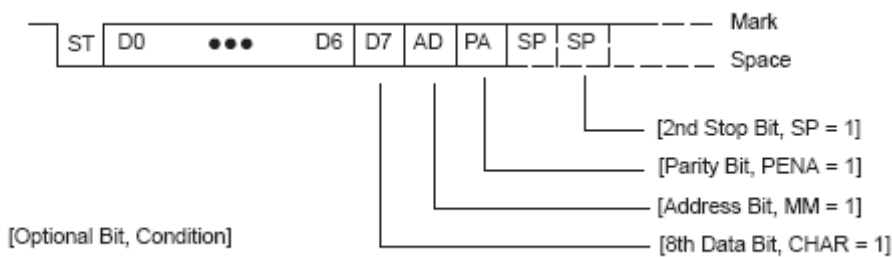 Mark
ST D0 ●●● D6 D7 AD PA SP SP
Space
[2nd Stop Bit, SP = 1]
[Parity Bit, PENA = 1]
[Address Bit, MM = 1]
[Optional Bit, Condition]
[8th Data Bit, CHAR = 1]